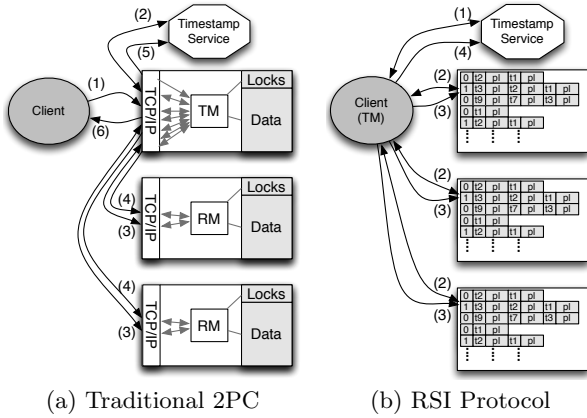 (2)
Timestamp
Service
(5)
(1)
Client
(6)
TCP/IP
TM
Locks
Data
(4)
(3)
TCP/IP
RM
Locks
Data
(4)
(3)
TCP/IP
RM
Locks
Data
(a) Traditional 2PC
(1)
Timestamp
Service
(4)
Client
(TM)
(2)
(3)
0 t2 pl t1 pl
1 t3 t2 pl t1 pl
0 t9 pl t7 pl t3 pl
0 t1 pl
1 t2 pl t1 pl
(2)
(3)
0 t2 pl t1 pl
1 t3 pl t2 pl t1 pl
0 t9 pl t7 pl t3 pl
0 t1 pl
1 t2 pl t1 pl
(2)
(3)
0 t2 pl t1 pl
1 t3 pl t2 pl t1 pl
0 t9 pl t7 pl t3 pl
0 t1 pl
1 t2 pl t1 pl
(b) RSI Protocol